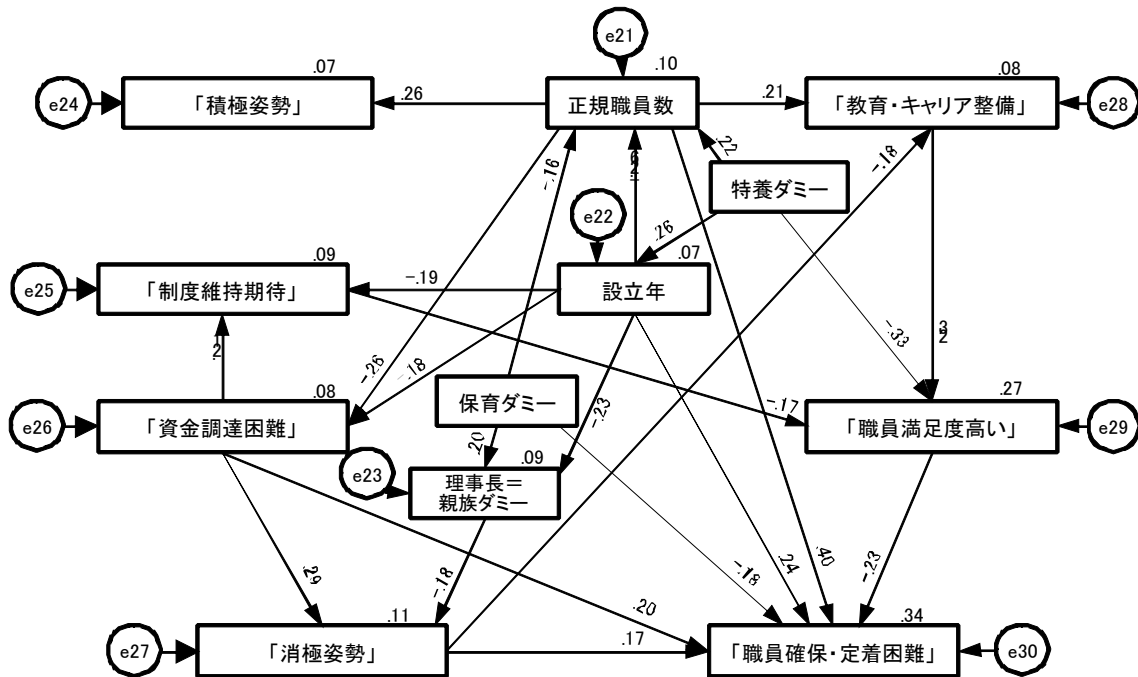 e21
.07
.10
.08
e24
「積極姿勢」
.26
正規職員数
.21
「教育・キャリア整備」
e28
-.16
.22
-.18
特養ダミー
e22
.26
.09
.07
e25
「制度維持期待」
-.19
設立年
-.33
.32
-.26
-.18
.08
保育ダミー
-.23
-.17
.27
e26
「資金調達困難」
「職員満足度高い」
e29
.20
.09
e23
理事長＝
親族ダミー
.29
-.18
-.18
.24
.40
-.23
.20
.11
.34
e27
「消極姿勢」
.17
「職員確保・定着困難」
e30